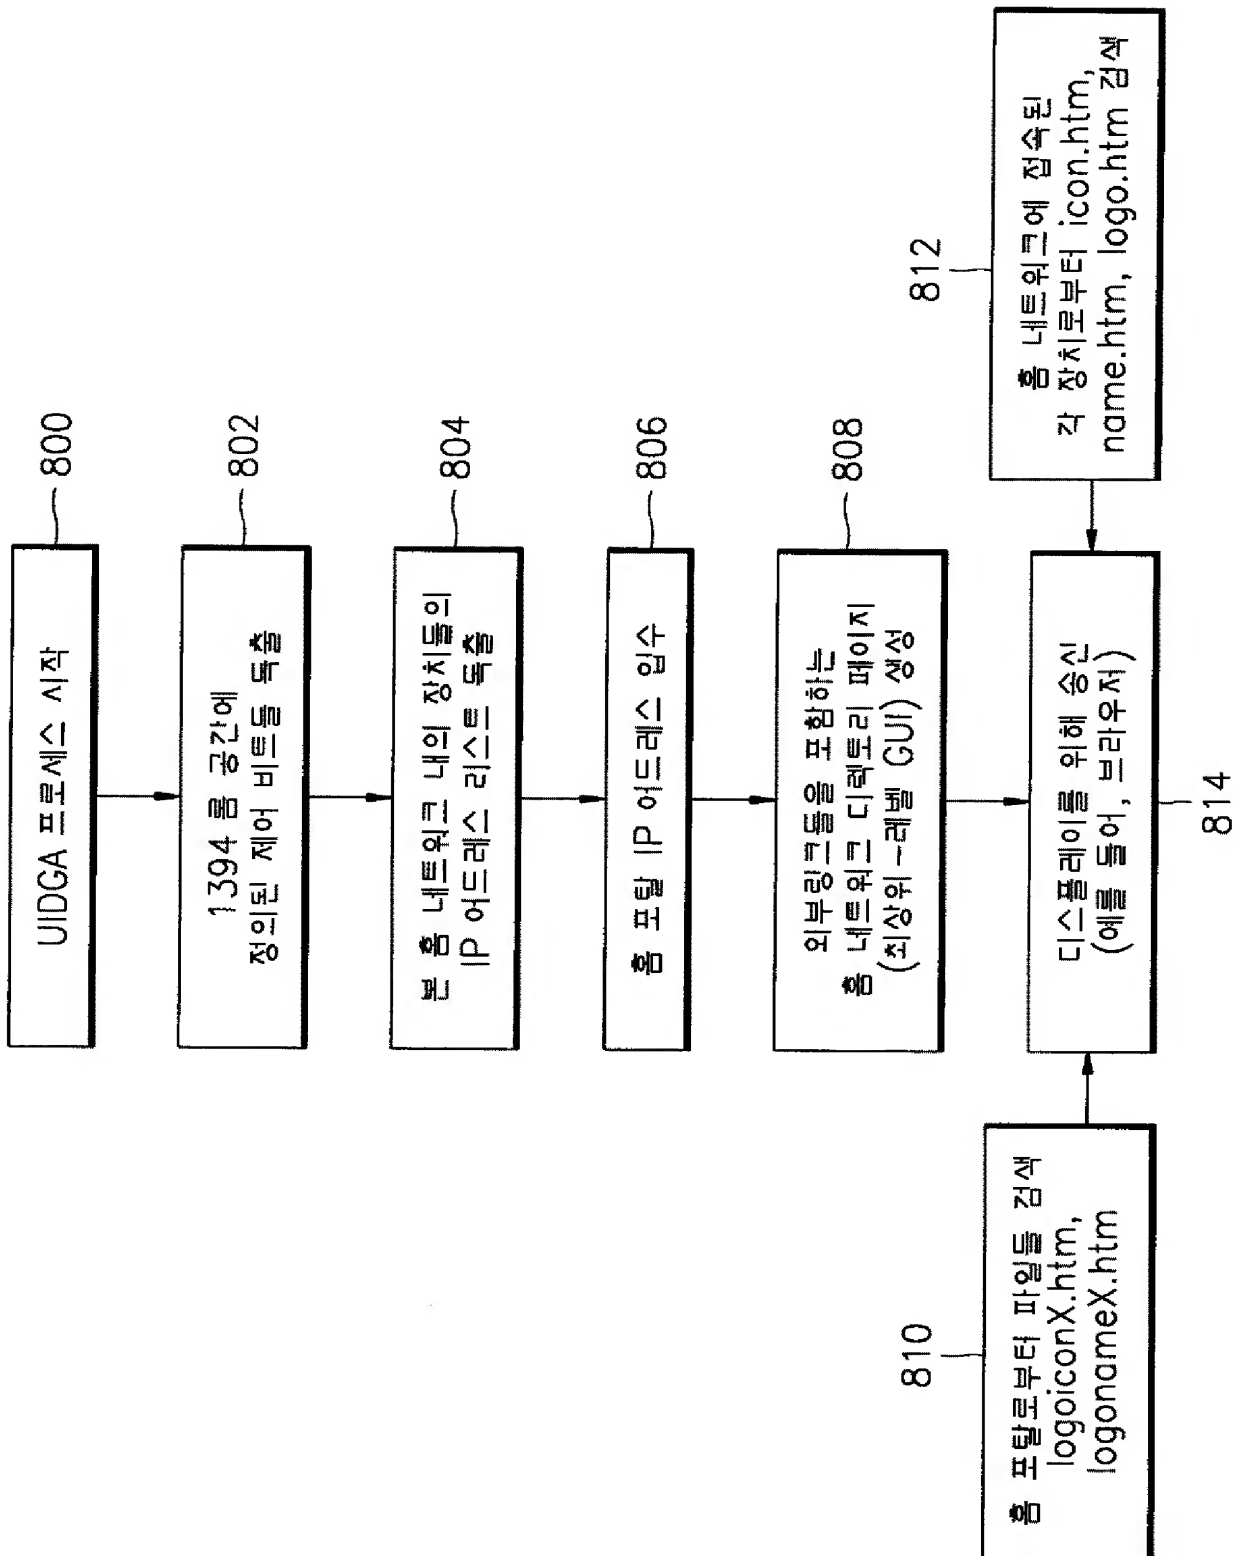 UIDGA 프로세스 시작
800
1394 롬 공간에
정의된 제어 비트들 독출
802
본 홈 네트워크 내의 장치들의
IP 어드레스 리스트 독출
804
홈 포탈 IP 어드레스 입수
806
외부링크들을 포함하는
홈 네트워크 디렉토리 페이지
(최상위-레벨 GUI) 생성
808
홈 포탈로부터 파일들 검색
logoiconX.htm,
logonameX.htm
810
홈 네트워크에 접속된
각 장치로부터 icon.htm,
name.htm, logo.htm 검색
812
디스플레이를 위해 송신
(예를 들어, 브라우저)
814